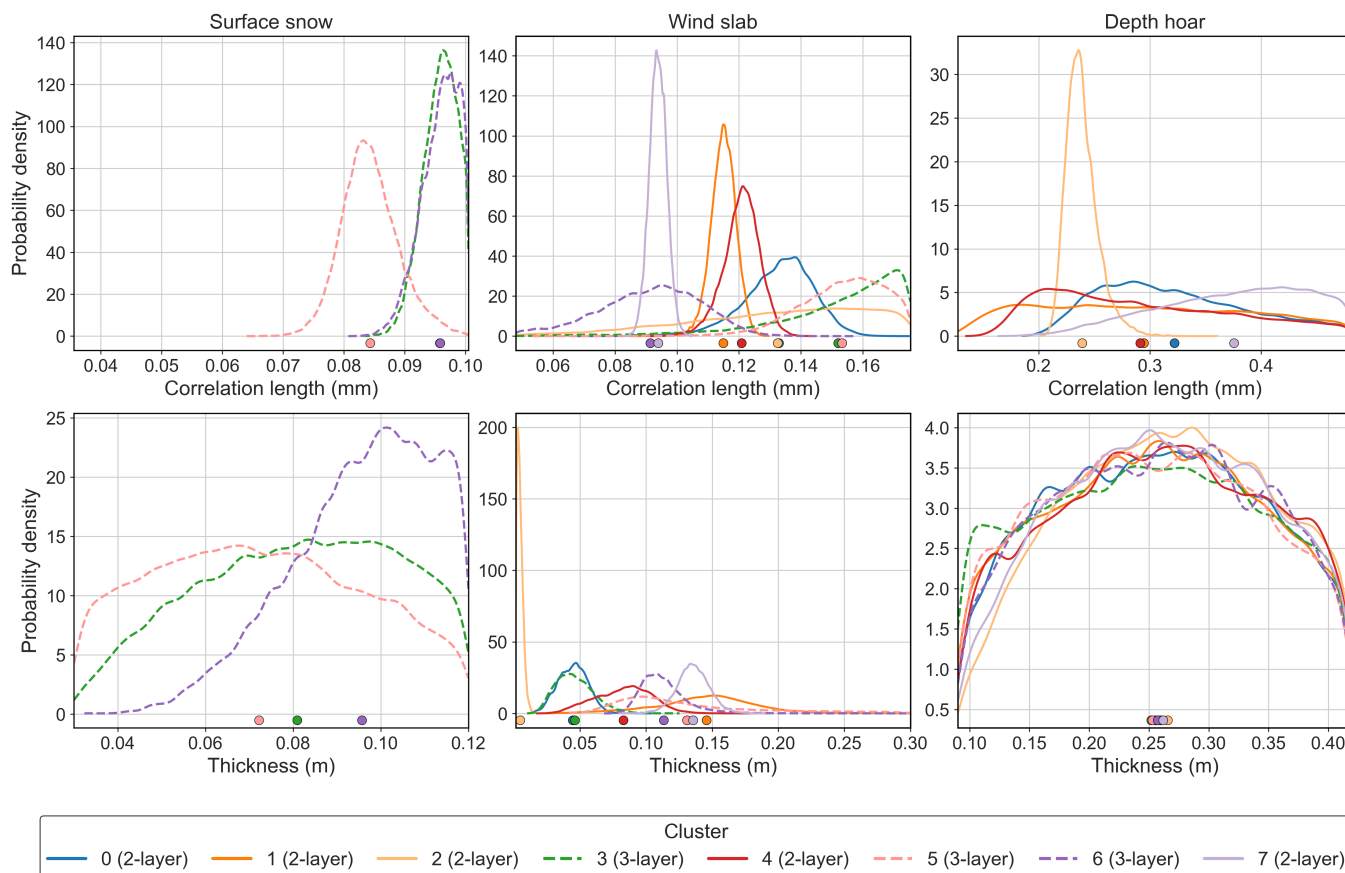 Surface snow Wind slab Depth hoar
Probability density
140
120
100
80
60
40
20
0
0.04 0.05 0.06 0.07 0.08 0.09 0.10
Correlation length (mm)
140
120
100
80
60
40
20
0
0.06 0.08 0.10 0.12 0.14 0.16
Correlation length (mm)
30
25
20
15
10
5
0
0.2 0.3 0.4
Correlation length (mm)
Probability density
25
20
15
10
5
0
0.04 0.06 0.08 0.10 0.12
Thickness (m)
200
150
100
50
0
0.05 0.10 0.15 0.20 0.25 0.30
Thickness (m)
4.0
3.5
3.0
2.5
2.0
1.5
1.0
0.5
0.10 0.15 0.20 0.25 0.30 0.35 0.40
Thickness (m)
Cluster
0 (2-layer) 1 (2-layer) 2 (2-layer) 3 (3-layer) 4 (2-layer) 5 (3-layer) 6 (3-layer) 7 (2-layer)